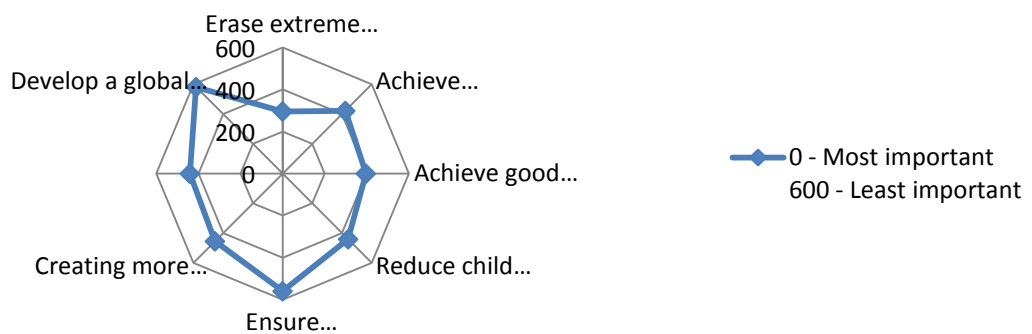 Erase extreme...
600
Develop a global...
Achieve...
400
200
0
Achieve good...
0 - Most important
600 - Least important
Creating more...
Reduce child...
Ensure...